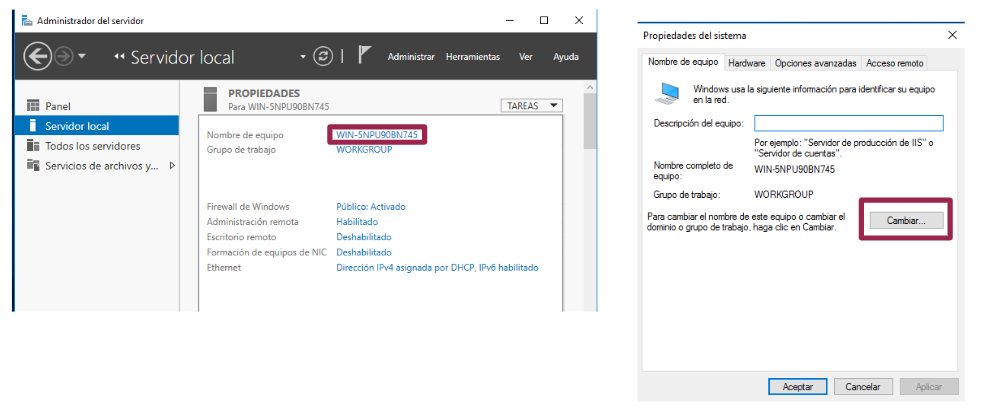 Administrador del servidor
Servidor local
Administrar Herramientas Ver Ayuda
Panel
Servidor local
Todos los servidores
Servicios de archivos y...
PROPIEDADES
Para WIN-5NPU90BN745
TAREAS
Nombre de equipo WIN-5NPU90BN745
Grupo de trabajo WORKGROUP
Firewall de Windows Público: Activado
Administración remota Habilitado
Escritorio remoto Deshabilitado
Formación de equipos de NIC Deshabilitado
Ethernet Dirección IPv4 asignada por DHCP, IPv6 habilitado
Propiedades del sistema
Nombre de equipo Hardware Opciones avanzadas Acceso remoto
Windows usa la siguiente información para identificar su equipo
en la red.
Descripción del equipo:
Por ejemplo: "Servidor de producción de IIS" o
"Servidor de cuentas".
Nombre completo de
equipo:
WIN-5NPU90BN745
Grupo de trabajo: WORKGROUP
Para cambiar el nombre de este equipo o cambiar el
dominio o grupo de trabajo, haga clic en Cambiar.
Cambiar...
Aceptar Cancelar Aplicar